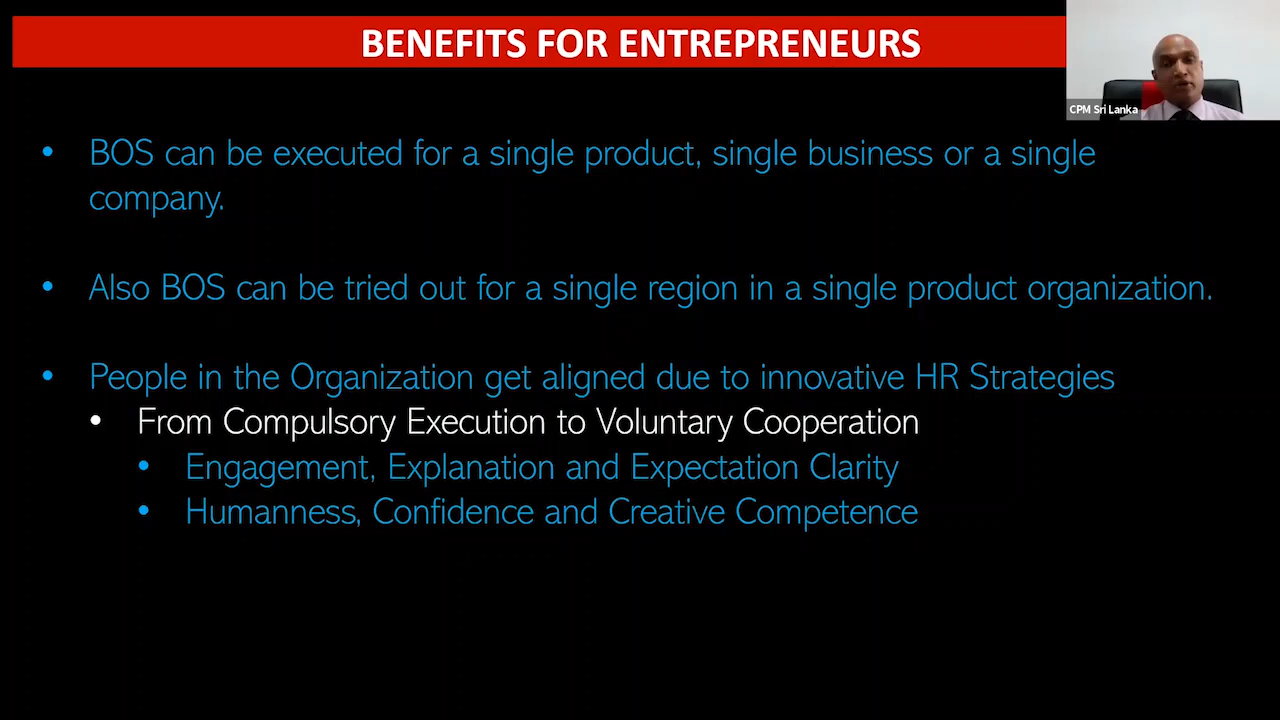 BENEFITS FOR ENTREPRENEURS
CPM Sri Lanka
• BOS can be executed for a single product, single business or a single
company.
• Also BOS can be tried out for a single region in a single product organization.
• People in the Organization get aligned due to innovative HR Strategies
• From Compulsory Execution to Voluntary Cooperation
• Engagement, Explanation and Expectation Clarity
• Humanness, Confidence and Creative Competence